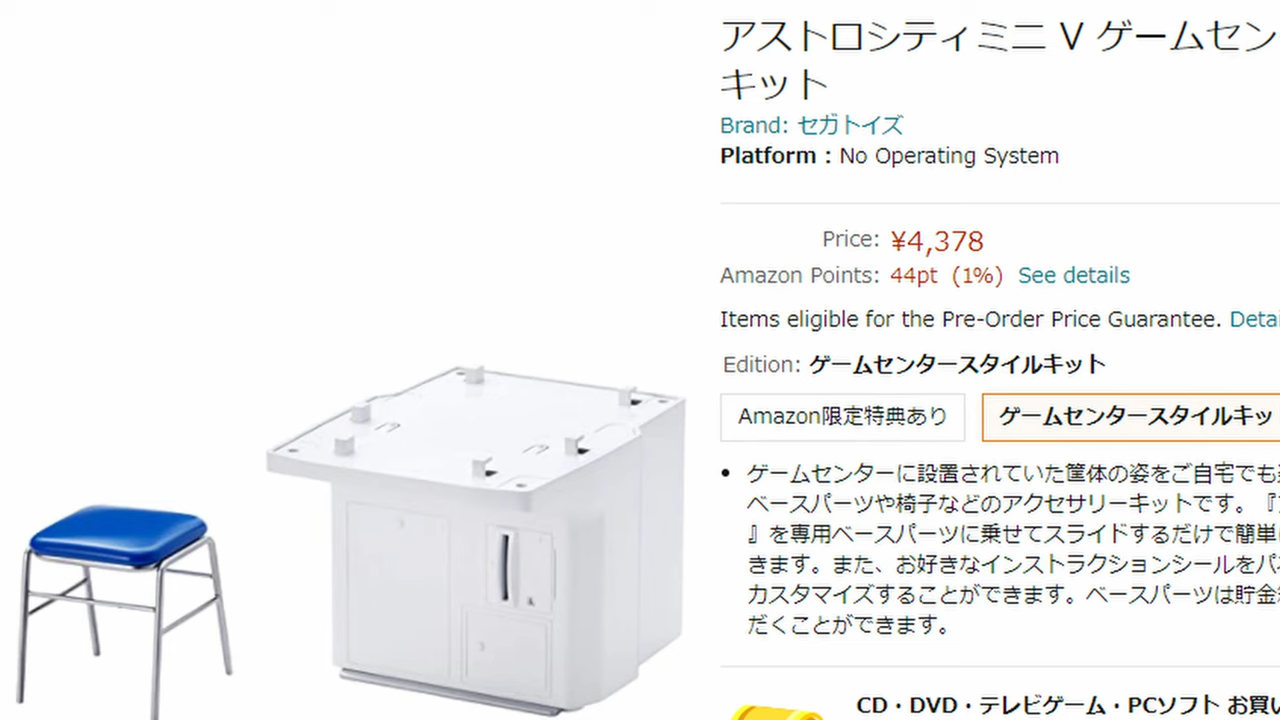 アストロシティミニ V ゲームセン
キット
Brand: セガトイズ
Platform : No Operating System
Price: ¥4,378
Amazon Points: 44pt (1%) See details
Items eligible for the Pre-Order Price Guarantee. Detai
Edition: ゲームセンタースタイルキット
Amazon限定特典あり ゲームセンタースタイルキッ
• ゲームセンターに設置されていた筐体の姿をご自宅でも
ベースパーツや椅子などのアクセサリーキットです。『
』を専用ベースパーツに乗せてスライドするだけで簡単に
きます。また、お好きなインストラクションシールをパ
カスタマイズすることができます。ベースパーツは貯金
だくことができます。
CD・DVD・テレビゲーム・PCソフト お買い